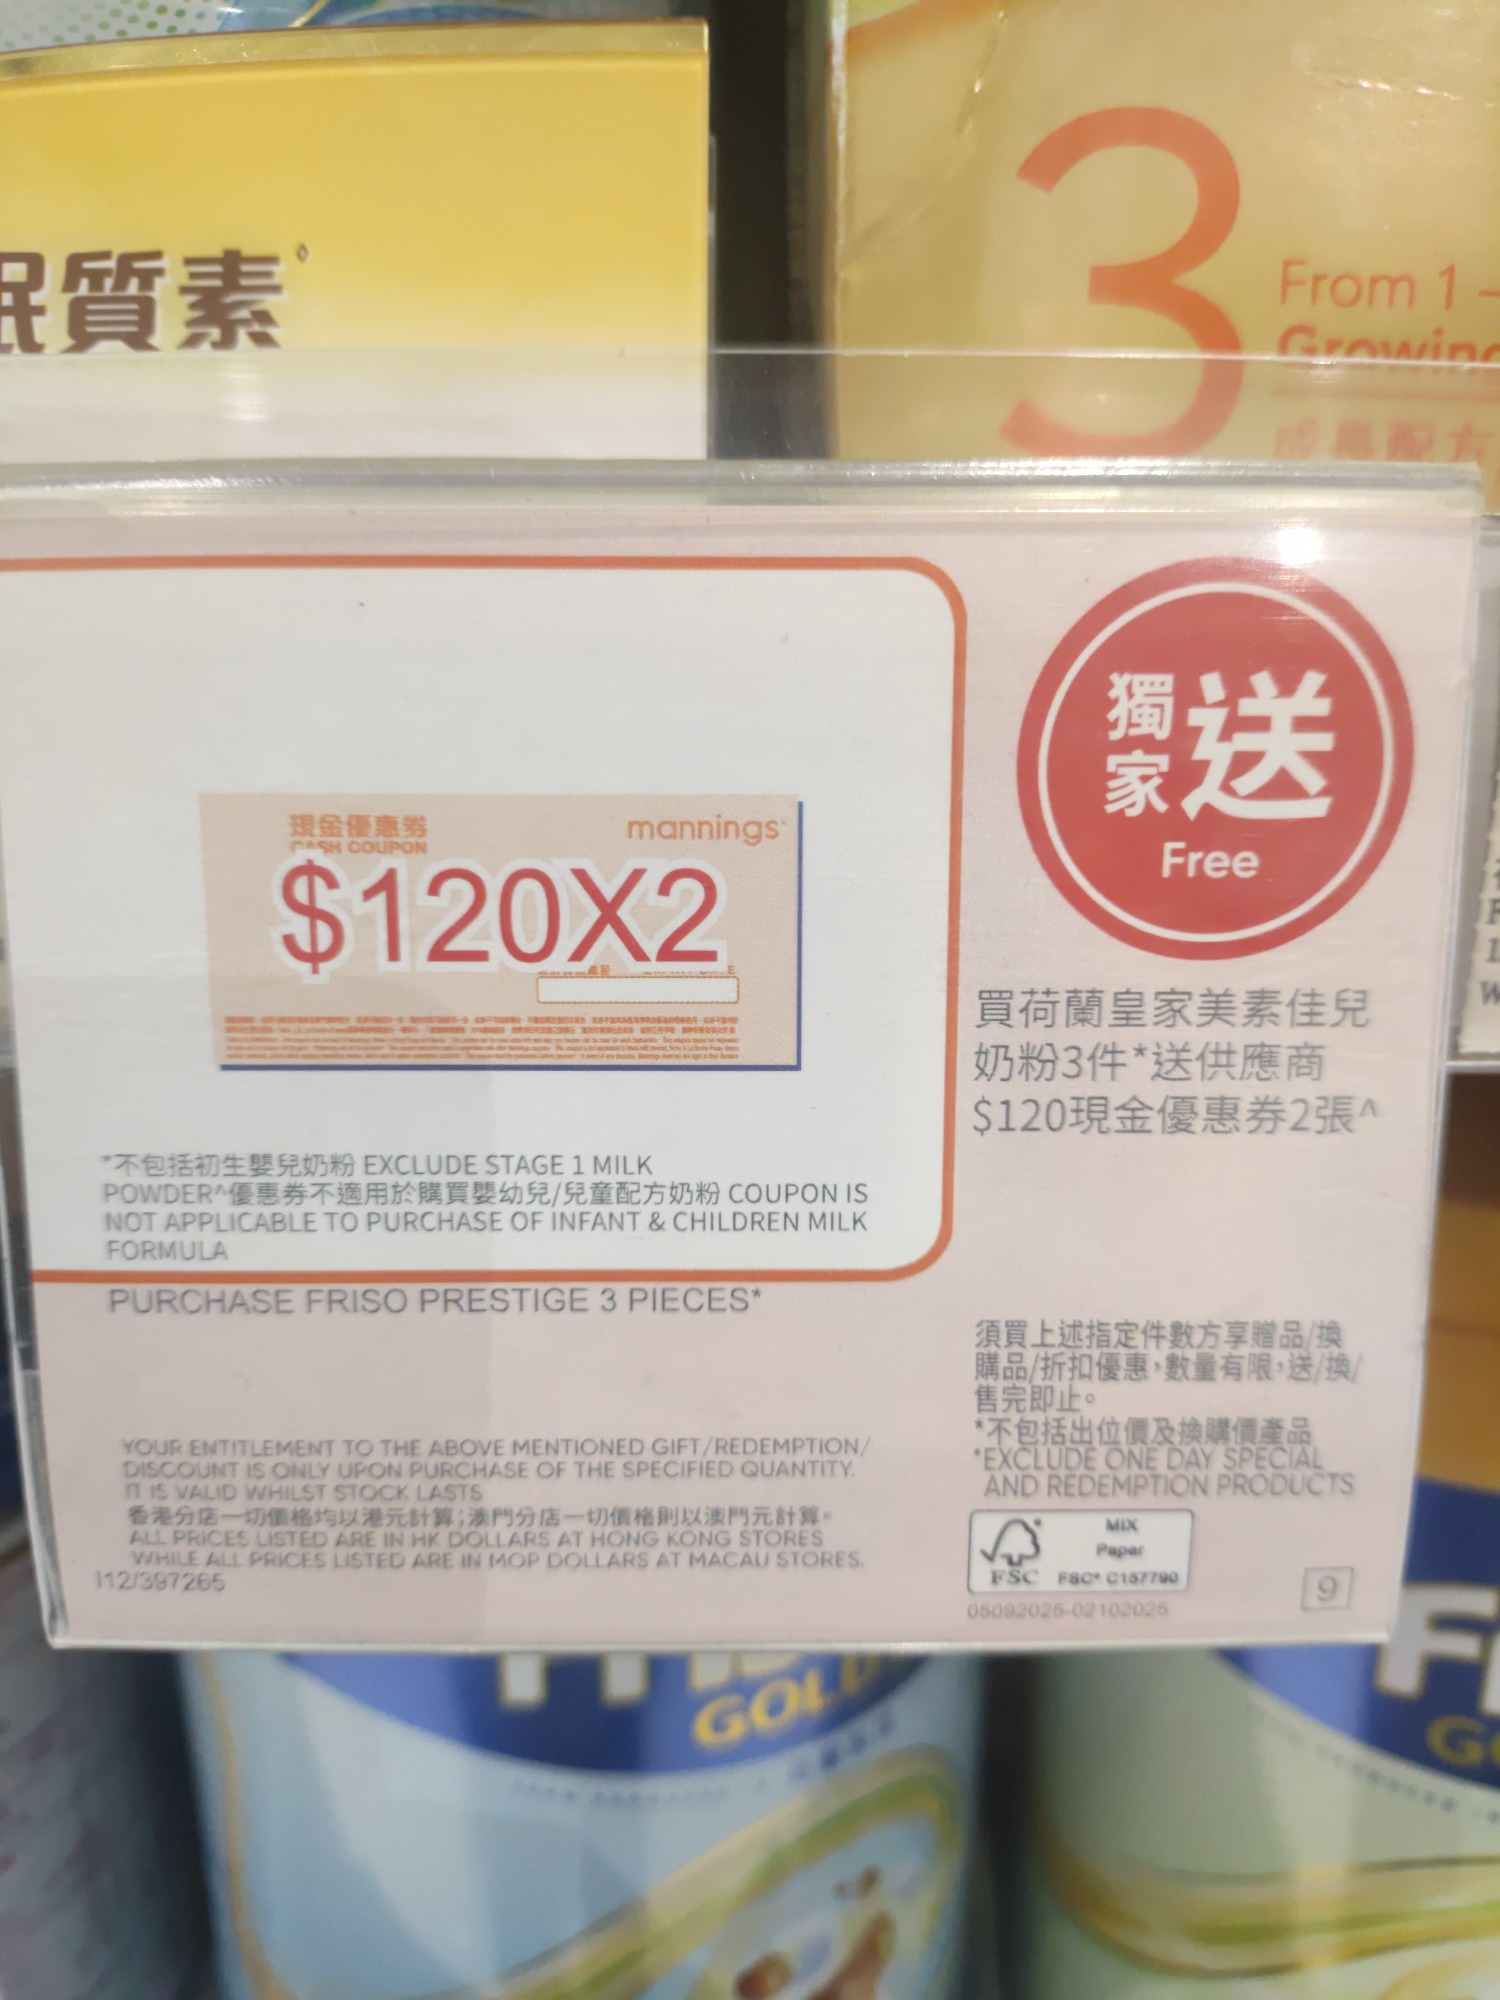 質素
3
From 1 -
Growing
成長配方
獨家送
Free
現金優惠券
CASH COUPON
mannings
$120X2
買荷蘭皇家美素佳兒
奶粉3件*送供應商
$120現金優惠券2張^
*不包括初生嬰兒奶粉 EXCLUDE STAGE 1 MILK
POWDER^優惠券不適用於購買嬰幼兒/兒童配方奶粉 COUPON IS
NOT APPLICABLE TO PURCHASE OF INFANT & CHILDREN MILK
FORMULA
PURCHASE FRISO PRESTIGE 3 PIECES*
須買上述指定件數方享贈品/換
購品/折扣優惠,數量有限,送/換/
售完即止。
*不包括出位價及換購價產品
*EXCLUDE ONE DAY SPECIAL
AND REDEMPTION PRODUCTS
YOUR ENTITLEMENT TO THE ABOVE MENTIONED GIFT/REDEMPTION/
DISCOUNT IS ONLY UPON PURCHASE OF THE SPECIFIED QUANTITY.
IT IS VALID WHILST STOCK LASTS
香港分店一切價格均以港元計算;澳門分店一切價格則以澳門元計算。
ALL PRICES LISTED ARE IN HK DOLLARS AT HONG KONG STORES
WHILE ALL PRICES LISTED ARE IN MOP DOLLARS AT MACAU STORES.
I12/397265
FSC
MIX
Paper
FSC® C157790
05092025-02102025
9
GOLD